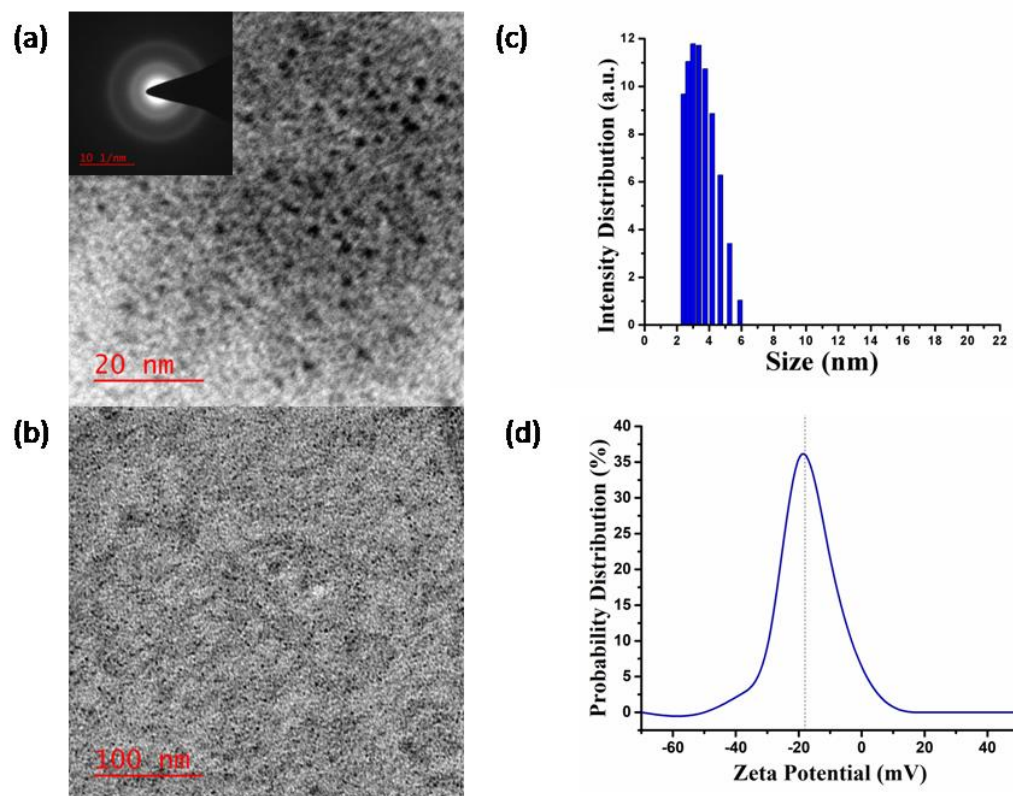 (a)
10 1/nm
20 nm
(b)
100 nm
(c)
12
10
8
6
4
2
0
Intensity Distribution (a.u.)
0 2 4 6 8 10 12 14 16 18 20 22
Size (nm)
(d)
40
35
30
25
20
15
10
5
0
Probability Distribution (%)
-60 -40 -20 0 20 40
Zeta Potential (mV)